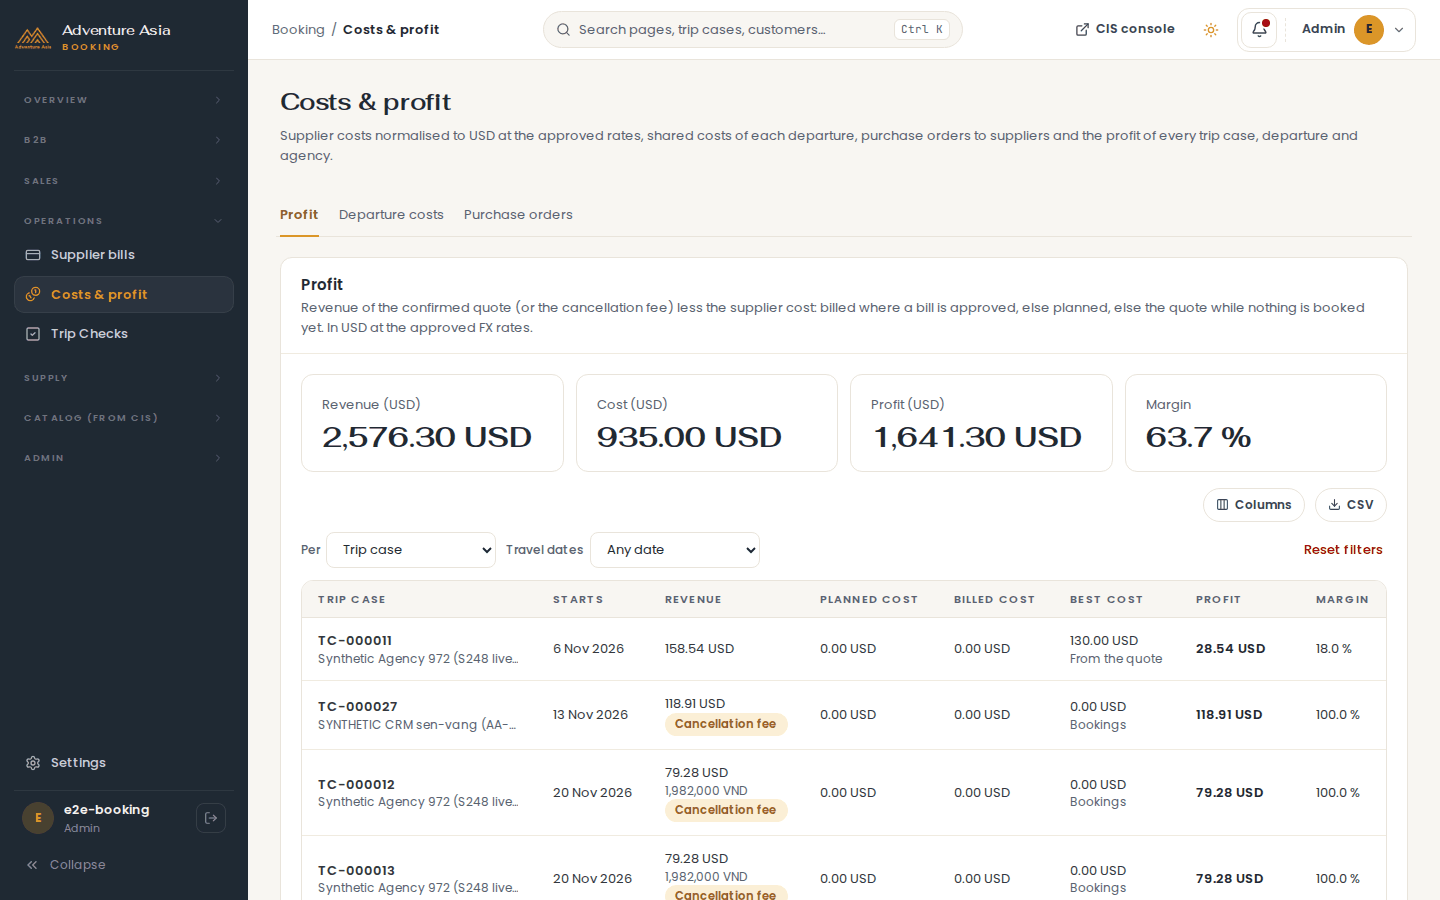 Adventure Asia
Adventure Asia
BOOKING
OVERVIEW
B2B
SALES
OPERATIONS
Supplier bills
Costs & profit
Trip Checks
SUPPLY
CATALOG (FROM CIS)
ADMIN
Settings
E
e2e-booking
Admin
Collapse
Booking / Costs & profit
Search pages, trip cases, customers...
Ctrl K
CIS console
Admin
E
Costs & profit
Supplier costs normalised to USD at the approved rates, shared costs of each departure, purchase orders to suppliers and the profit of every trip case, departure and
agency.
Profit Departure costs Purchase orders
Profit
Revenue of the confirmed quote (or the cancellation fee) less the supplier cost: billed where a bill is approved, else planned, else the quote while nothing is booked
yet. In USD at the approved FX rates.
Revenue (USD)
2,576.30 USD
Cost (USD)
935.00 USD
Profit (USD)
1,641.30 USD
Margin
63.7 %
Columns CSV
Per Trip case Travel dates Any date Reset filters
TRIP CASE STARTS REVENUE PLANNED COST BILLED COST BEST COST PROFIT MARGIN
TC-000011
Synthetic Agency 972 (S248 live...
6 Nov 2026
158.54 USD
0.00 USD
0.00 USD
130.00 USD
From the quote
28.54 USD
18.0 %
TC-000027
SYNTHETIC CRM sen-vang (AA-...
13 Nov 2026
118.91 USD
Cancellation fee
0.00 USD
0.00 USD
0.00 USD
Bookings
118.91 USD
100.0 %
TC-000012
Synthetic Agency 972 (S248 live...
20 Nov 2026
79.28 USD
1,982,000 VND
Cancellation fee
0.00 USD
0.00 USD
0.00 USD
Bookings
79.28 USD
100.0 %
TC-000013
Synthetic Agency 972 (S248 live...
20 Nov 2026
79.28 USD
1,982,000 VND
Cancellation fee
0.00 USD
0.00 USD
0.00 USD
Bookings
79.28 USD
100.0 %